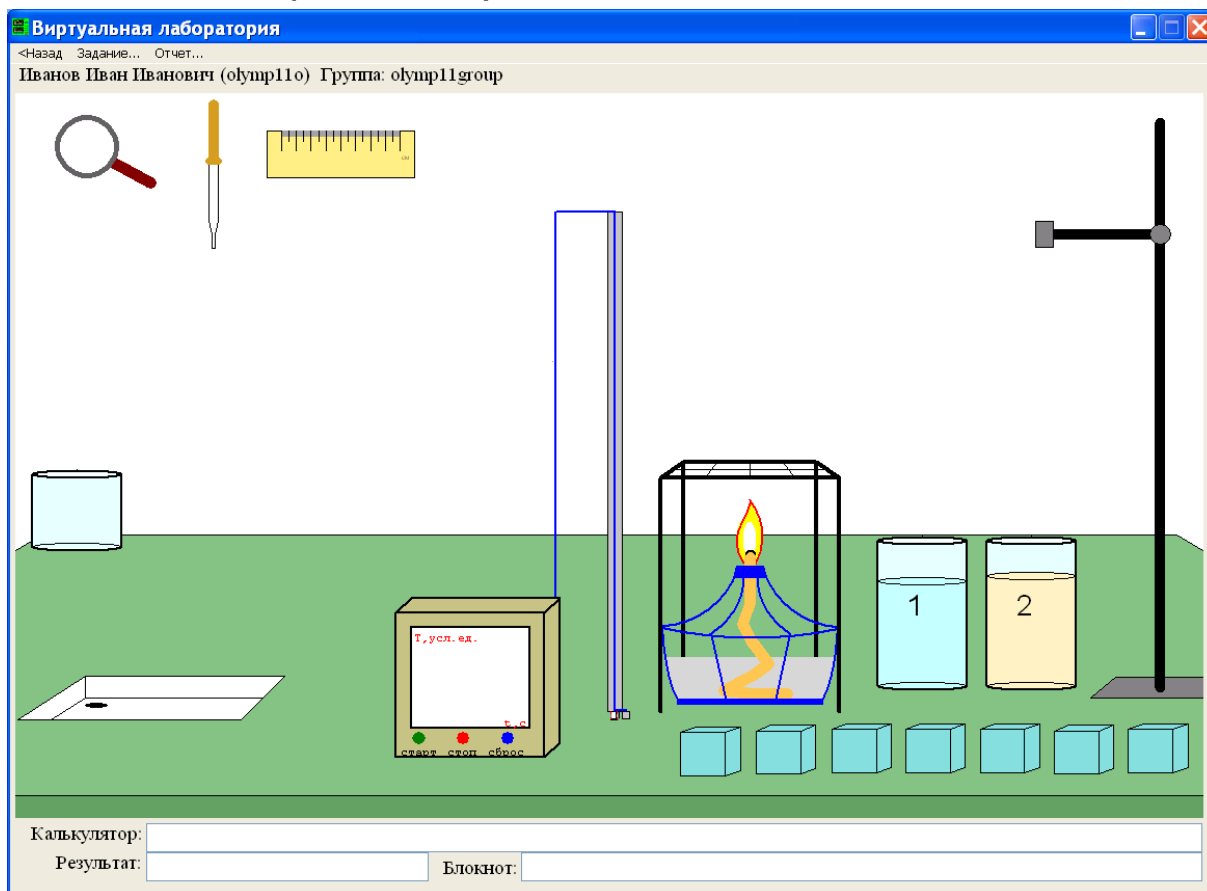 Виртуальная лаборатория
<Назад Задание... Отчет...
Иванов Иван Иванович (olymp11o) Группа: olymp11group
см
1
2
Т,усл.ед.
t,c
старт стоп сброс
Калькулятор:
Результат:
Блокнот: